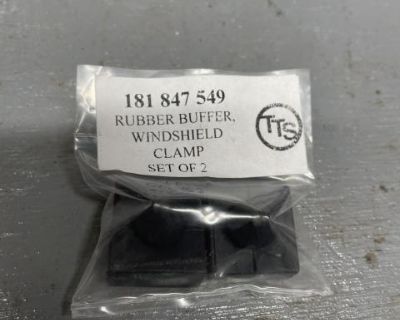 181 847 549
RUBBER BUFFER,
WINDSHIELD
CLAMP
SET OF 2
TTS